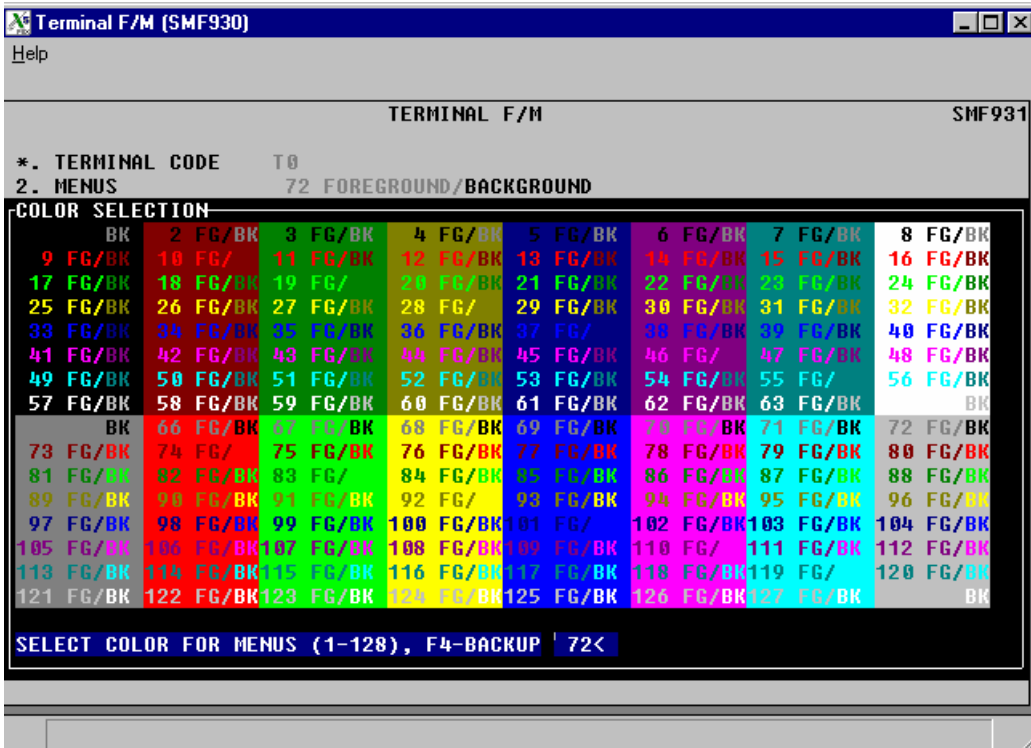 Terminal F/M (SMF930)
Help
TERMINAL F/M SMF931
*. TERMINAL CODE T0
2. MENUS 72 FOREGROUND/BACKGROUND
COLOR SELECTION
BK 2 FG/BK 3 FG/BK 4 FG/BK 5 FG/BK 6 FG/BK 7 FG/BK 8 FG/BK
9 FG/BK 10 FG/ 11 FG/BK 12 FG/BK 13 FG/BK 14 FG/BK 15 FG/BK 16 FG/BK
17 FG/BK 18 FG/BK 19 FG/ 20 FG/BK 21 FG/BK 22 FG/BK 23 FG/BK 24 FG/BK
25 FG/BK 26 FG/BK 27 FG/BK 28 FG/ 29 FG/BK 30 FG/BK 31 FG/BK 32 FG/BK
33 FG/BK 34 FG/BK 35 FG/BK 36 FG/BK 37 FG/ 38 FG/BK 39 FG/BK 40 FG/BK
41 FG/BK 42 FG/BK 43 FG/BK 44 FG/BK 45 FG/BK 46 FG/ 47 FG/BK 48 FG/BK
49 FG/BK 50 FG/BK 51 FG/BK 52 FG/BK 53 FG/BK 54 FG/BK 55 FG/ 56 FG/BK
57 FG/BK 58 FG/BK 59 FG/BK 60 FG/BK 61 FG/BK 62 FG/BK 63 FG/BK BK
BK 66 FG/BK 67 FG/BK 68 FG/BK 69 FG/BK 70 FG/BK 71 FG/BK 72 FG/BK
73 FG/BK 74 FG/ 75 FG/BK 76 FG/BK 77 FG/BK 78 FG/BK 79 FG/BK 80 FG/BK
81 FG/BK 82 FG/BK 83 FG/ 84 FG/BK 85 FG/BK 86 FG/BK 87 FG/BK 88 FG/BK
89 FG/BK 90 FG/BK 91 FG/BK 92 FG/ 93 FG/BK 94 FG/BK 95 FG/BK 96 FG/BK
97 FG/BK 98 FG/BK 99 FG/BK 100 FG/BK 101 FG/ 102 FG/BK 103 FG/BK 104 FG/BK
105 FG/BK 106 FG/BK 107 FG/BK 108 FG/BK 109 FG/BK 110 FG/ 111 FG/BK 112 FG/BK
113 FG/BK 114 FG/BK 115 FG/BK 116 FG/BK 117 FG/BK 118 FG/BK 119 FG/ 120 FG/BK
121 FG/BK 122 FG/BK 123 FG/BK 124 FG/BK 125 FG/BK 126 FG/BK 127 FG/BK BK
SELECT COLOR FOR MENUS (1-128), F4-BACKUP ' 72<